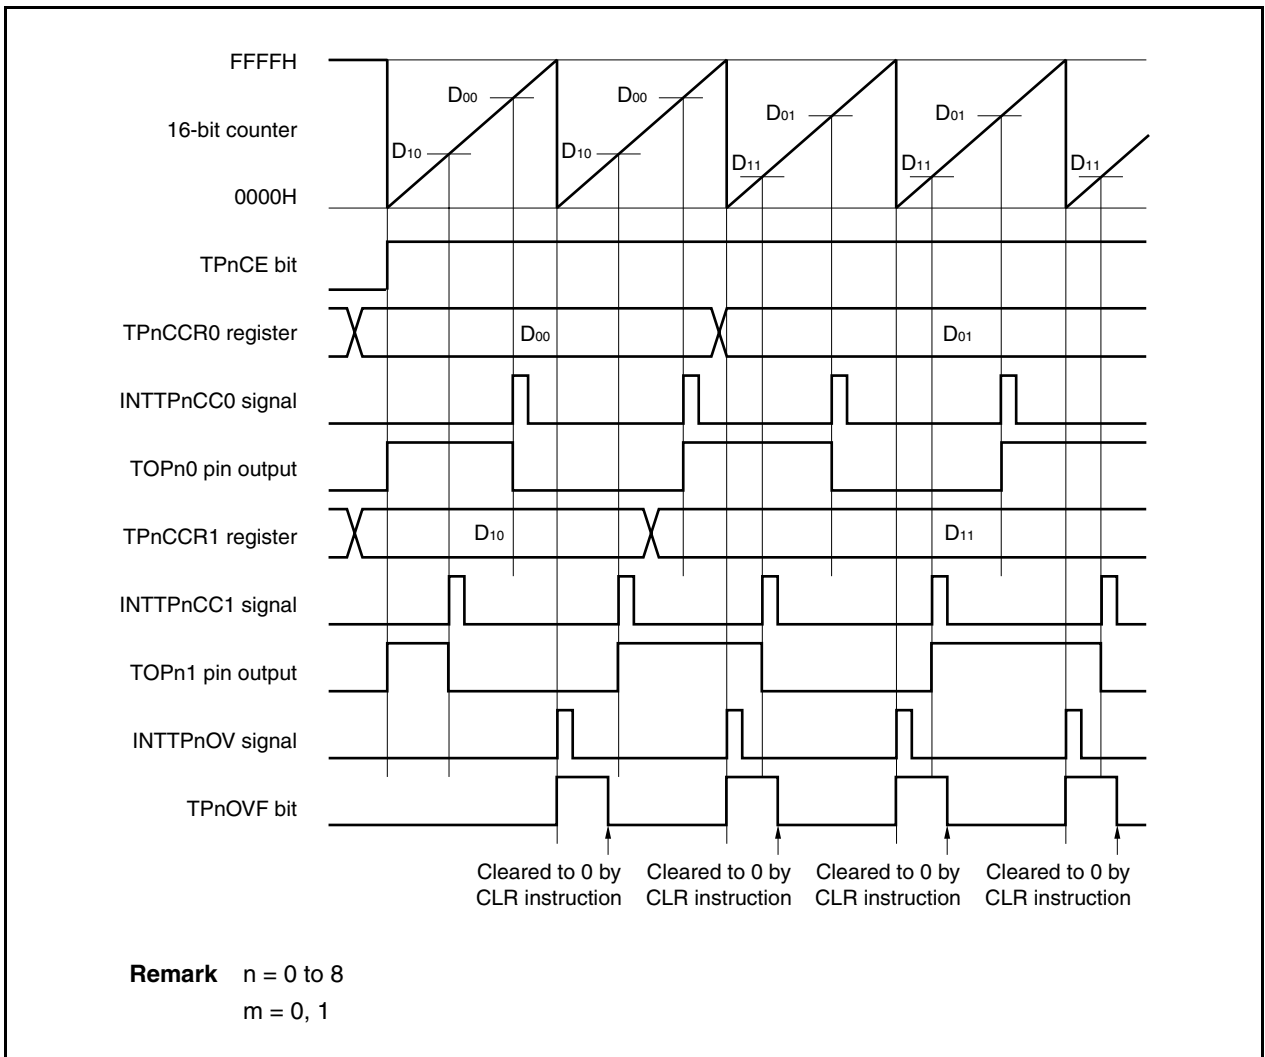 FFFFH
D00
D00
D01
D01
16-bit counter
D10
D10
D11
D11
D11
0000H
TPnCE bit
TPnCCR0 register
D00
D01
INTTPnCC0 signal
TOPn0 pin output
TPnCCR1 register
D10
D11
INTTPnCC1 signal
TOPn1 pin output
INTTPnOV signal
TPnOVF bit
Cleared to 0 by
CLR instruction
Cleared to 0 by
CLR instruction
Cleared to 0 by
CLR instruction
Cleared to 0 by
CLR instruction
Remark n = 0 to 8
m = 0, 1